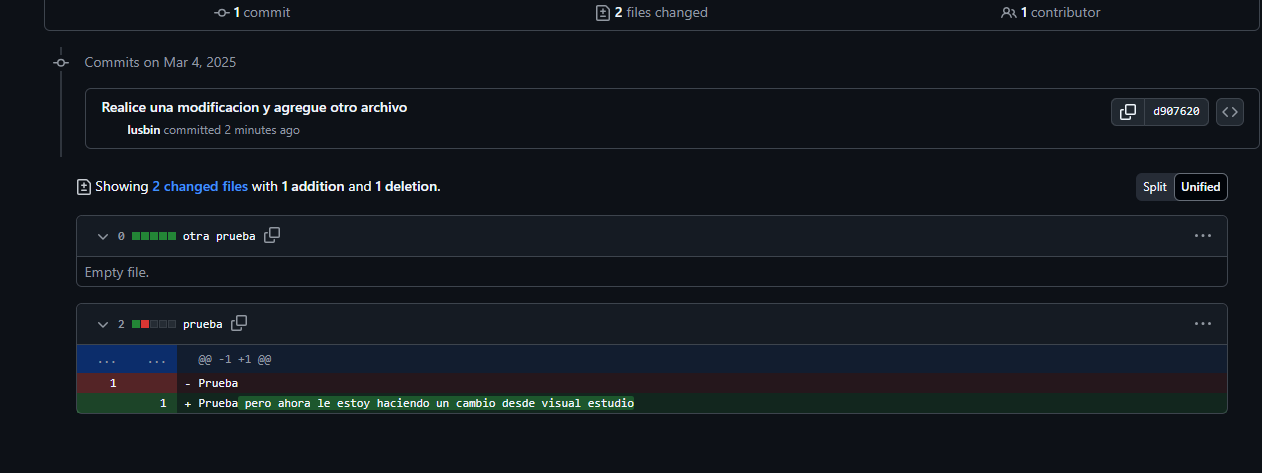 1 commit 2 files changed 1 contributor
Commits on Mar 4, 2025
Realice una modificacion y agregue otro archivo
lusbin committed 2 minutes ago
d907620
Showing 2 changed files with 1 addition and 1 deletion.
Split Unified
0 otra prueba
Empty file.
2 prueba
... ... @@ -1 +1 @@
1 - Prueba
1 + Prueba pero ahora le estoy haciendo un cambio desde visual estudio